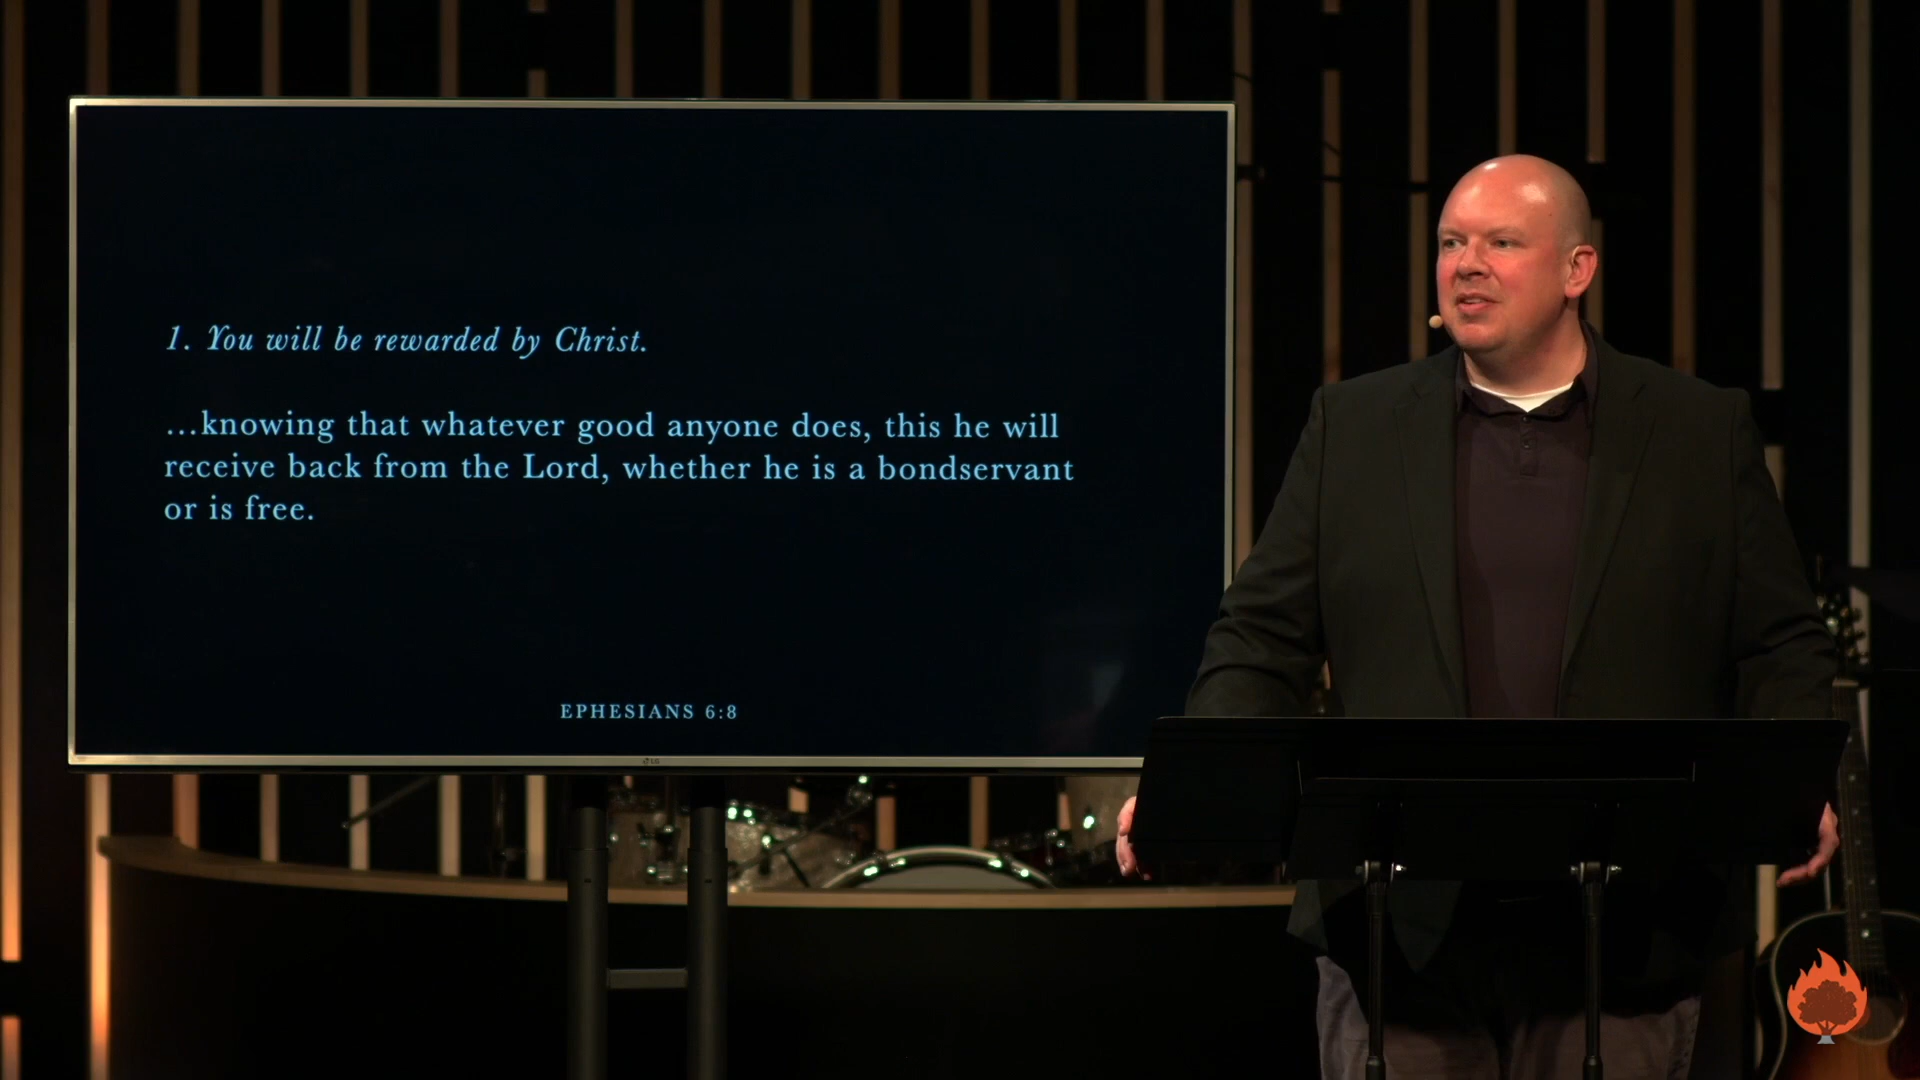 1. You will be rewarded by Christ.
...knowing that whatever good anyone does, this he will
receive back from the Lord, whether he is a bondservant
or is free.
EPHESIANS 6:8
LG